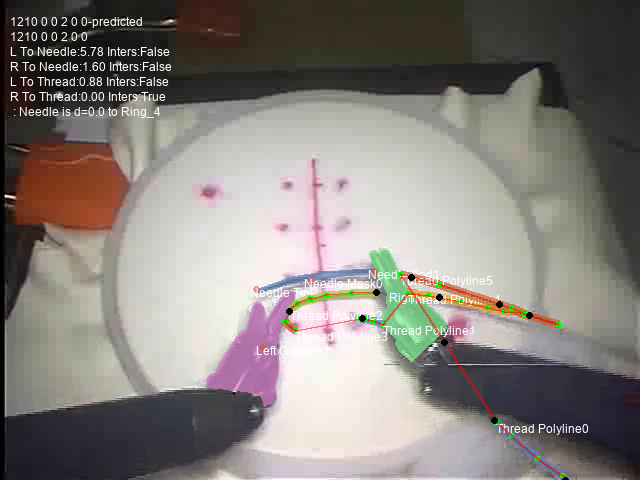 1210 0 0 2 0 0-predicted
1210 0 0 2 0 0
L To Needle:5.78 Inters:False
R To Needle:1.60 Inters:False
L To Thread:0.88 Inters:False
R To Thread:0.00 Inters:True
: Needle is d=0.0 to Ring_4
Needle Mask0
Thread Polyline2
Thread Polyline1
Thread Polyline3
Thread Polyline0